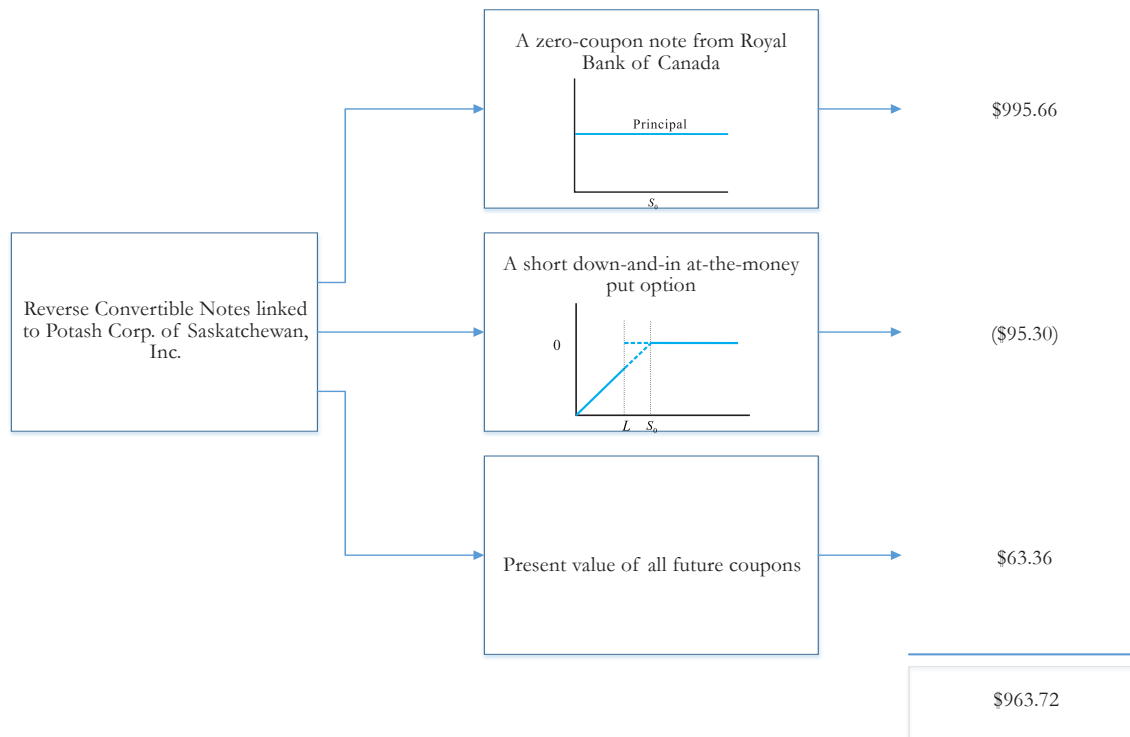 A zero-coupon note from Royal
Bank of Canada
Principal
S₀
$995.66
Reverse Convertible Notes linked
to Potash Corp. of Saskatchewan,
Inc.
A short down-and-in at-the-money
put option
0
L S₀
($95.30)
Present value of all future coupons
$63.36
$963.72